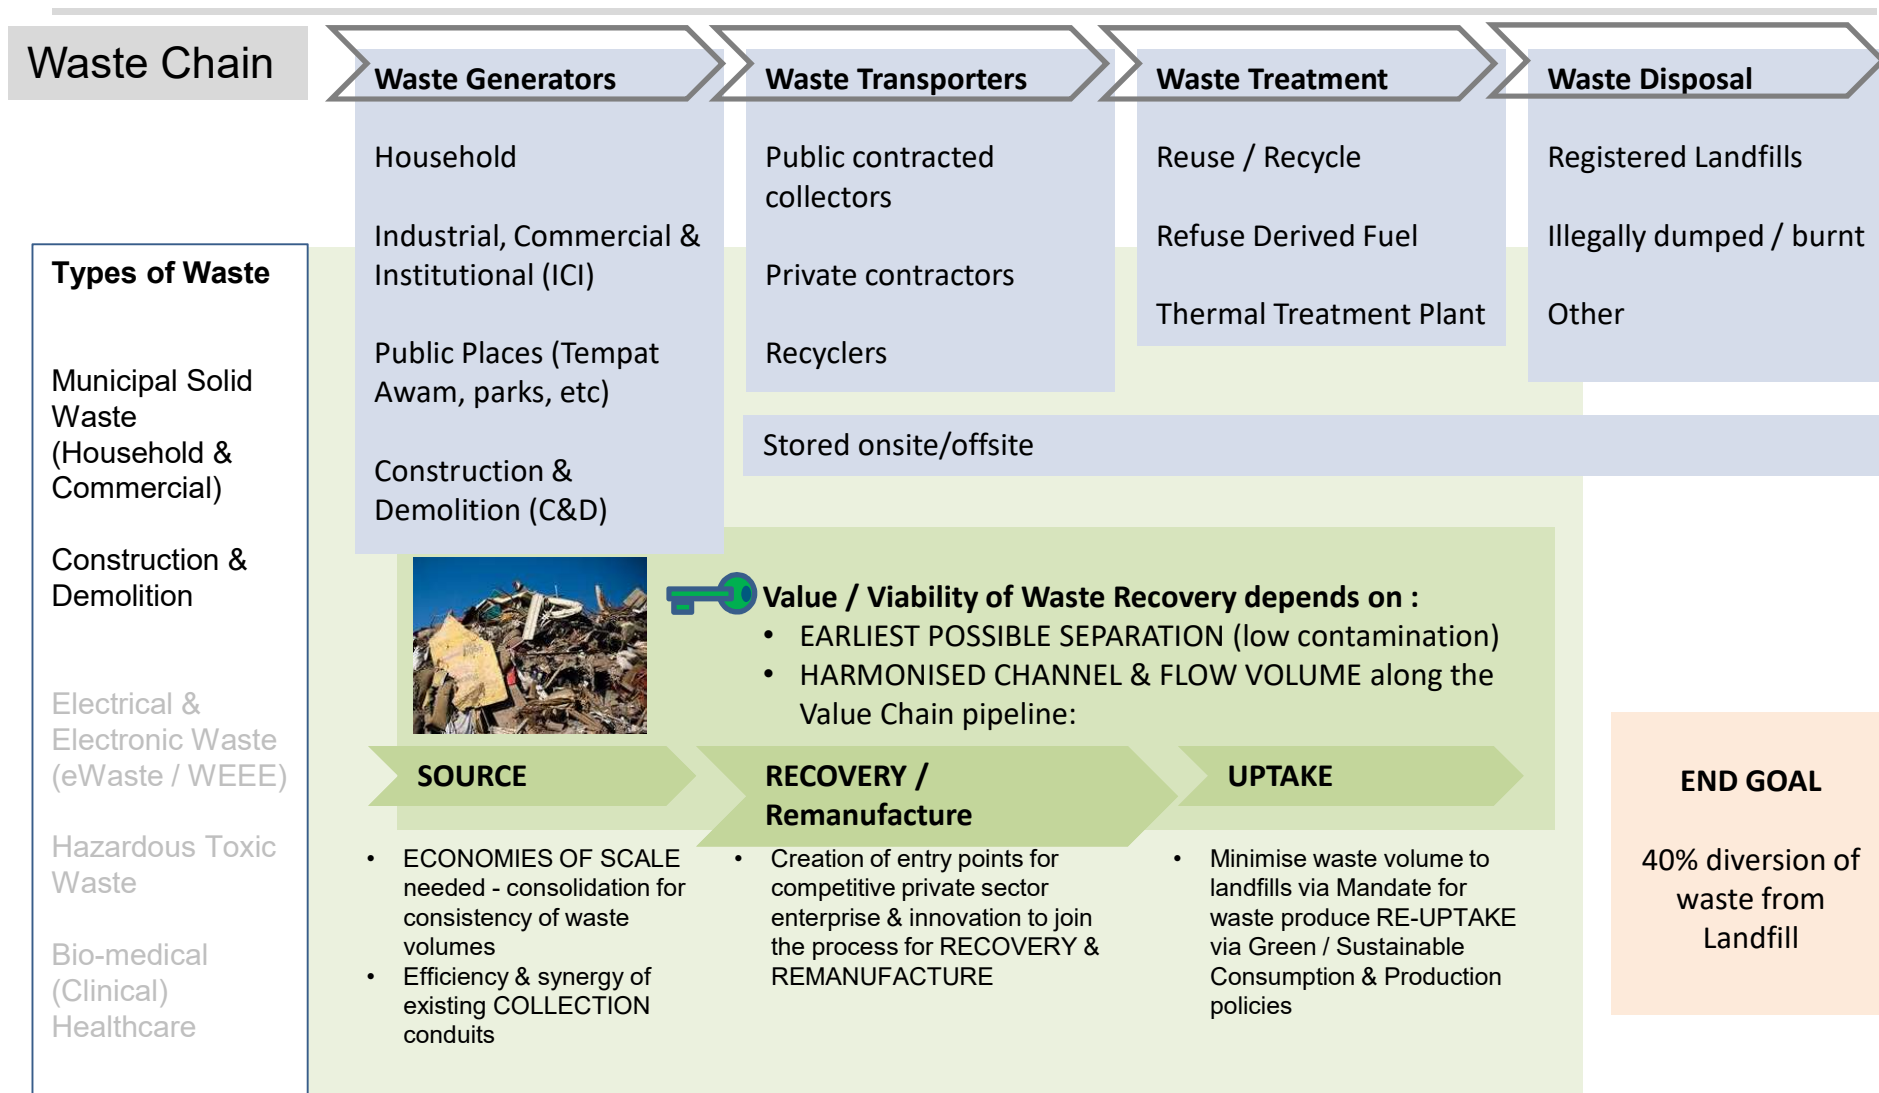 Waste Chain
Waste Generators
Household
Industrial, Commercial &
Institutional (ICI)
Public Places (Tempat
Awam, parks, etc)
Construction &
Demolition (C&D)
Waste Transporters
Public contracted
collectors
Private contractors
Recyclers
Waste Treatment
Reuse / Recycle
Refuse Derived Fuel
Thermal Treatment Plant
Waste Disposal
Registered Landfills
Illegally dumped / burnt
Other
Stored onsite/offsite
Types of Waste
Municipal Solid
Waste
(Household &
Commercial)
Construction &
Demolition
Electrical &
Electronic Waste
(eWaste / WEEE)
Hazardous Toxic
Waste
Bio-medical
(Clinical)
Healthcare
Value / Viability of Waste Recovery depends on :
• EARLIEST POSSIBLE SEPARATION (low contamination)
• HARMONISED CHANNEL & FLOW VOLUME along the
Value Chain pipeline:
SOURCE
• ECONOMIES OF SCALE
needed - consolidation for
consistency of waste
volumes
• Efficiency & synergy of
existing COLLECTION
conduits
RECOVERY /
Remanufacture
• Creation of entry points for
competitive private sector
enterprise & innovation to join
the process for RECOVERY &
REMANUFACTURE
UPTAKE
• Minimise waste volume to
landfills via Mandate for
waste produce RE-UPTAKE
via Green / Sustainable
Consumption & Production
policies
END GOAL
40% diversion of
waste from
Landfill